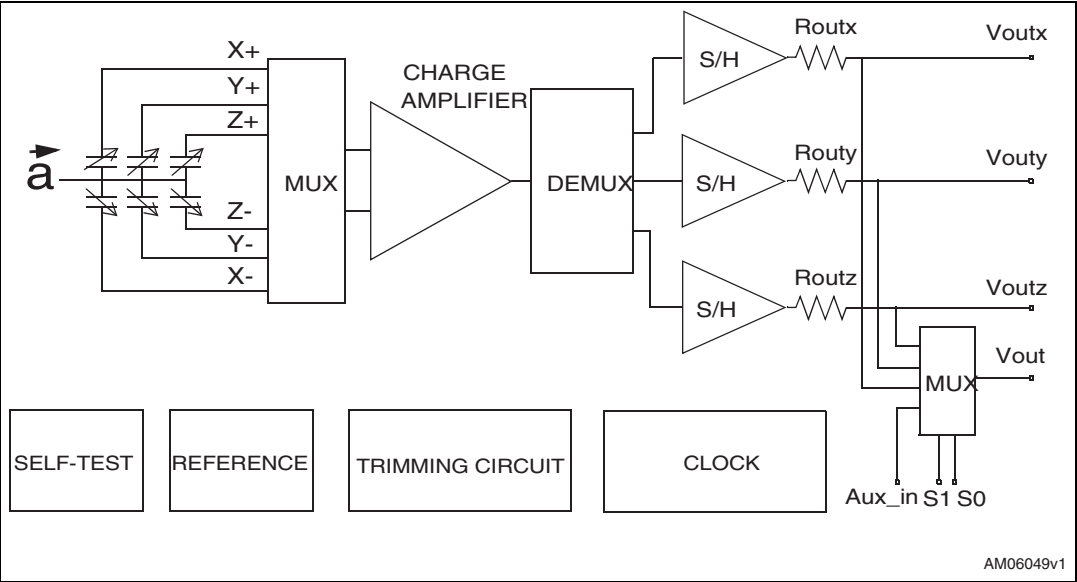 X+
Y+
Z+
a
Z-
Y-
X-
MUX
CHARGE
AMPLIFIER
DEMUX
S/H
Routx
Voutx
S/H
Routy
Vouty
S/H
Routz
Voutz
Vout
MUX
Aux_in S1 S0
SELF-TEST
REFERENCE
TRIMMING CIRCUIT
CLOCK
AM06049v1